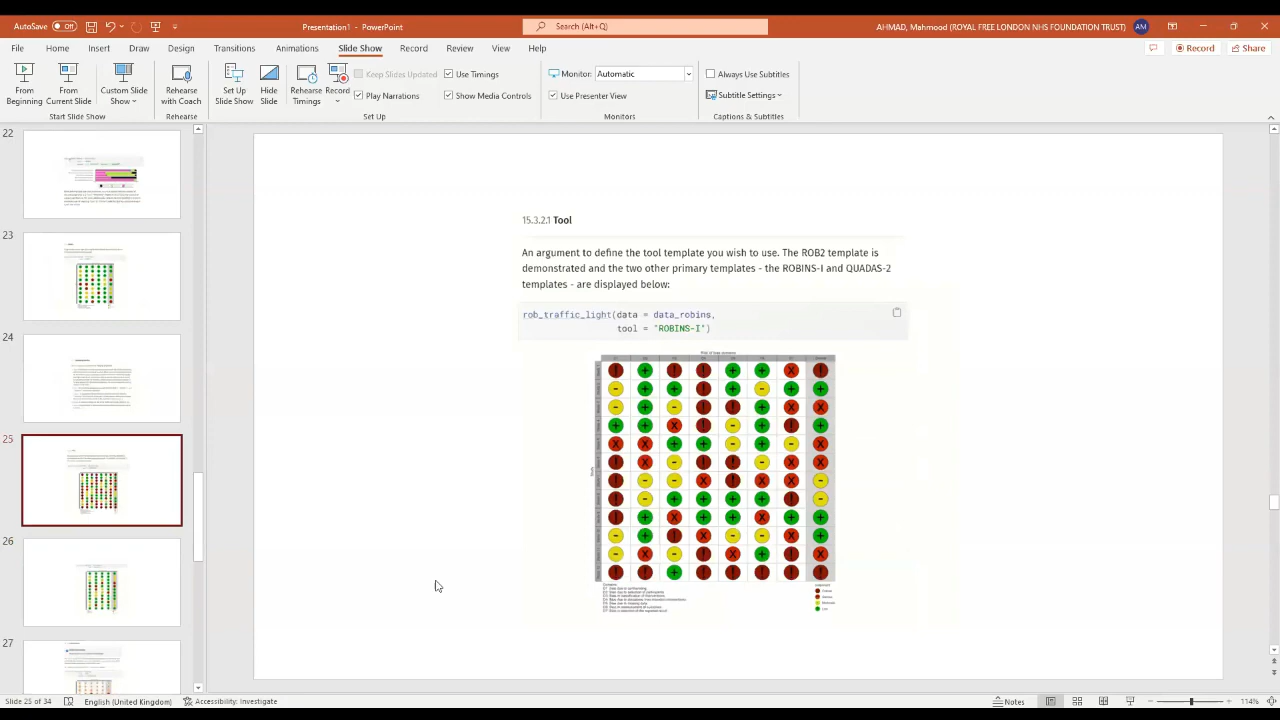 AutoSave Off
Presentation1 - PowerPoint
Search (Alt+Q)
AHMAD, Mahmood (ROYAL FREE LONDON NHS FOUNDATION TRUST) AM
File Home Insert Draw Design Transitions Animations Slide Show Record Review View Help
Record Share
From Beginning
From Current Slide
Custom Slide Show
Start Slide Show
Rehearse with Coach
Rehearse
Set Up Slide Show
Hide Slide
Rehearse Timings
Record
Keep Slides Updated
Use Timings
Play Narrations
Show Media Controls
Set Up
Monitor: Automatic
Use Presenter View
Monitors
Always Use Subtitles
Subtitle Settings
Captions & Subtitles
22
23
24
25
26
27
15.3.2.1 Tool
An argument to define the tool template you wish to use. The ROB2 template is
demonstrated and the two other primary templates - the ROBINS-I and QUADAS-2
templates - are displayed below:
rob_traffic_light(data = data_robins,
tool = "ROBINS-I")
Slide 25 of 34 English (United Kingdom) Accessibility: Investigate
Notes
114%